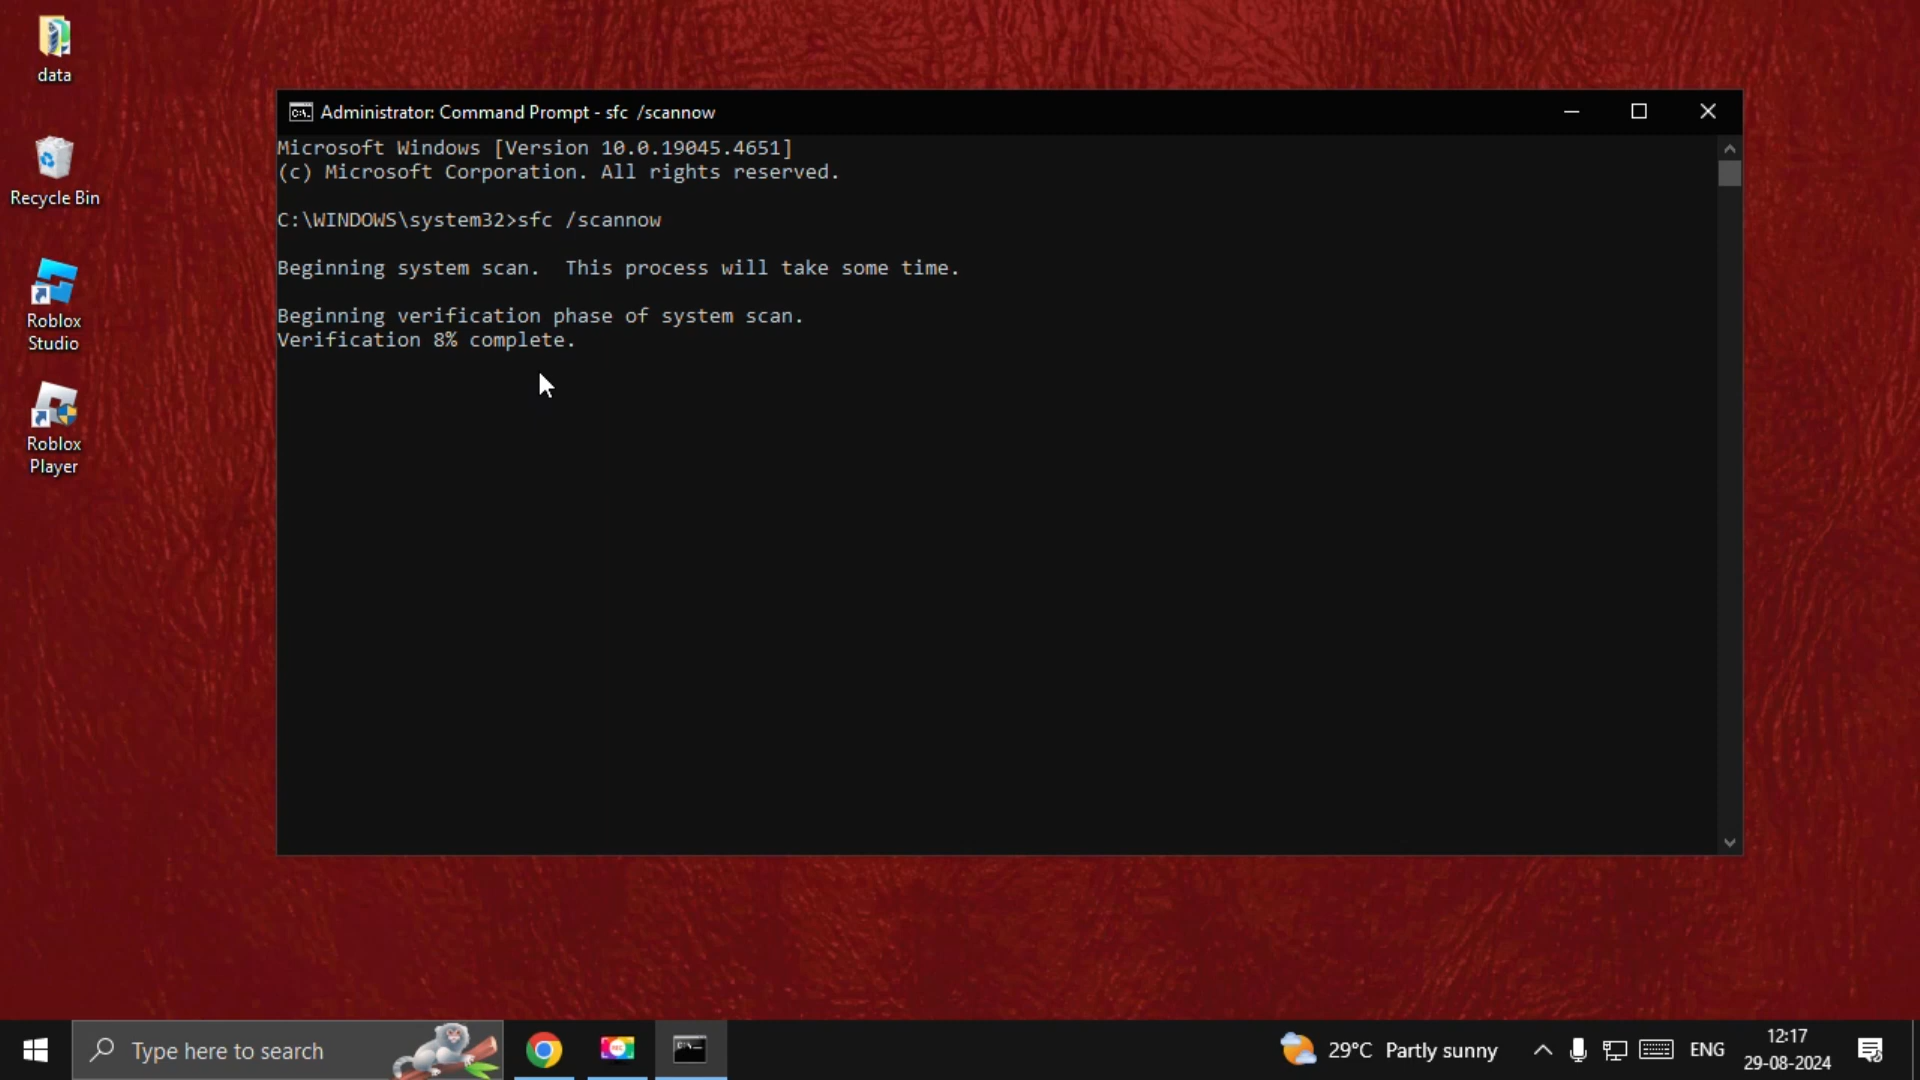 data
Recycle Bin
Roblox
Studio
Roblox
Player
Administrator: Command Prompt - sfc /scannow
Microsoft Windows [Version 10.0.19045.4651]
(c) Microsoft Corporation. All rights reserved.
C:\WINDOWS\system32>sfc /scannow
Beginning system scan.  This process will take some time.
Beginning verification phase of system scan.
Verification 8% complete.
Type here to search
29°C Partly sunny
ENG
12:17
29-08-2024